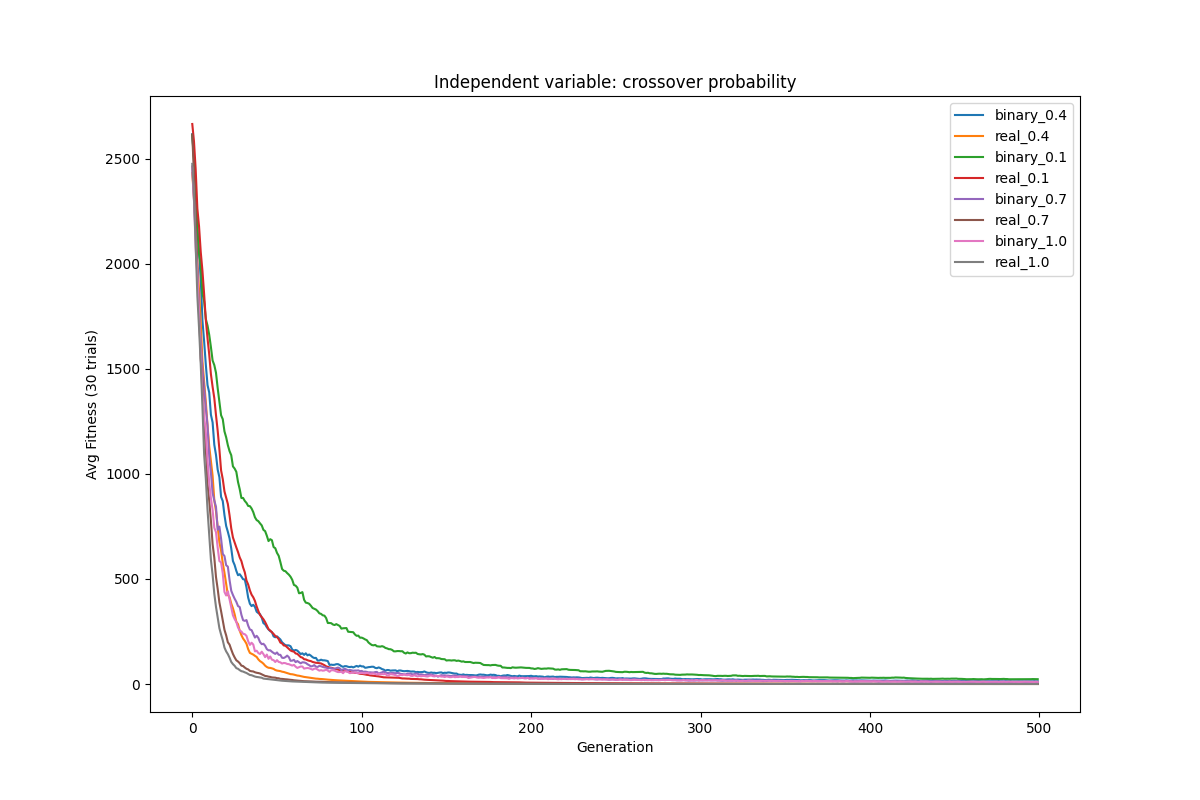 Independent variable: crossover probability
binary_0.4
real_0.4
binary_0.1
real_0.1
binary_0.7
real_0.7
binary_1.0
real_1.0
Avg Fitness (30 trials)
2500
2000
1500
1000
500
0
0 100 200 300 400 500
Generation